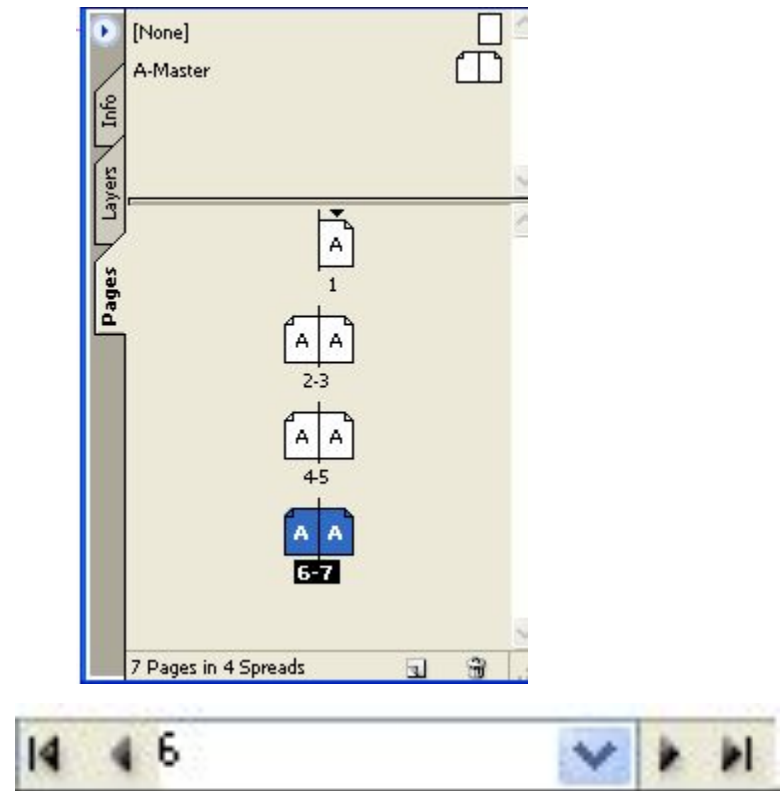 [None]
A-Master
Info
Layers
Pages
A
1
A A
2-3
A A
4-5
A A
6-7
7 Pages in 4 Spreads
6